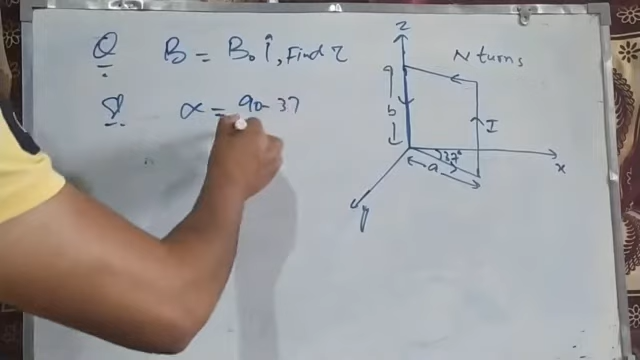 Q B = B₀ î, Find τ
Sol α = 90 - 37
z
N turns
b
I
37°
a
x
y